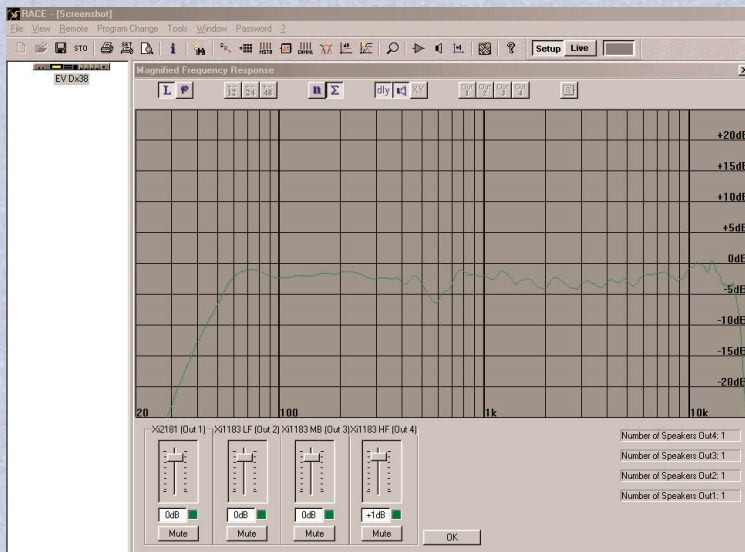 RACE - [Screenshot]
File View Remote Program Change Tools Window Password ?
STO
Setup Live
EV Dx38
Magnified Frequency Response
L φ
12 24 48
n Σ
dly XY
Out 1 Out 2 Out 3 Out 4
+20dB
+15dB
+10dB
+5dB
0dB
-5dB
-10dB
-15dB
-20dB
20 100 1k 10k
Xi2181 (Out 1) Xi1183 LF (Out 2) Xi1183 MB (Out 3) Xi1183 HF (Out 4)
Number of Speakers Out4: 1
Number of Speakers Out3: 1
Number of Speakers Out2: 1
Number of Speakers Out1: 1
0dB 0dB 0dB +1dB
Mute Mute Mute Mute OK